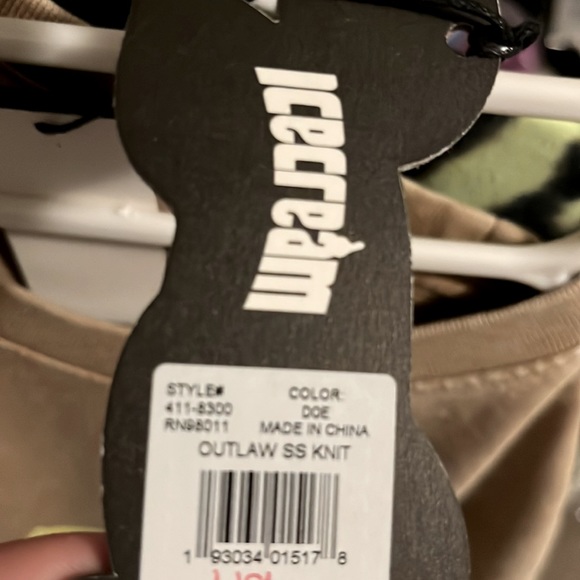 Icecream
STYLE#
411-8300
RN98011
COLOR:
DOE
MADE IN CHINA
OUTLAW SS KNIT
1 93034 01517 8